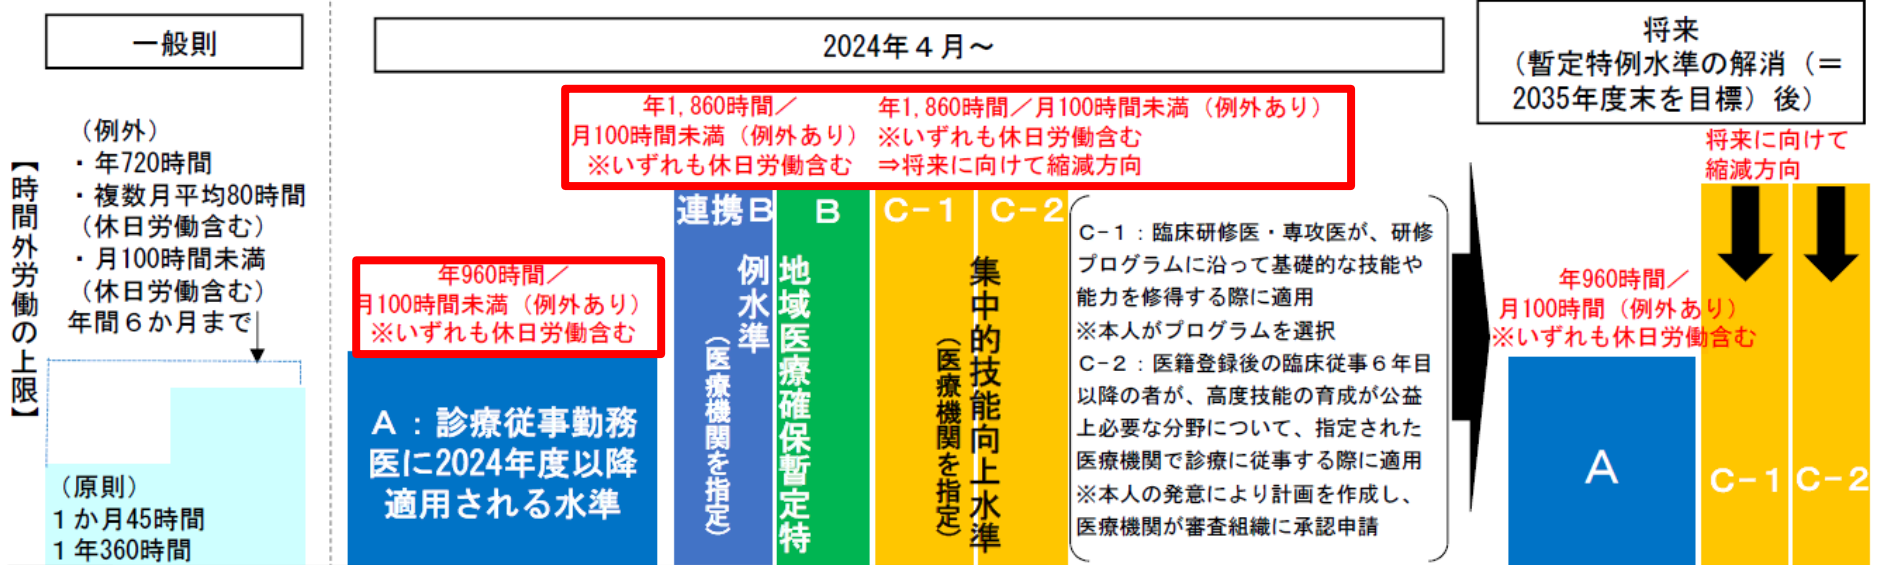 一般則
2024年４月～
将来
（暫定特例水準の解消（＝
2035年度末を目標）後）
【時間外労働の上限】
（例外）
・年720時間
・複数月平均80時間
（休日労働含む）
・月100時間未満
（休日労働含む）
年間６か月まで
（原則）
１か月45時間
１年360時間
年960時間／
月100時間未満（例外あり）
※いずれも休日労働含む
Ａ：診療従事勤務
医に2024年度以降
適用される水準
年1,860時間／
月100時間未満（例外あり）
※いずれも休日労働含む
年1,860時間／月100時間未満（例外あり）
※いずれも休日労働含む
⇒将来に向けて縮減方向
連携Ｂ
Ｂ
地域医療確保暫定特
例水準
（医療機関を指定）
Ｃ-１
Ｃ-２
集中的技能向上水準
（医療機関を指定）
Ｃ-１：臨床研修医・専攻医が、研修
プログラムに沿って基礎的な技能や
能力を修得する際に適用
※本人がプログラムを選択
Ｃ-２：医籍登録後の臨床従事６年目
以降の者が、高度技能の育成が公益
上必要な分野について、指定された
医療機関で診療に従事する際に適用
※本人の発意により計画を作成し、
医療機関が審査組織に承認申請
年960時間／
月100時間（例外あり）
※いずれも休日労働含む
Ａ
将来に向けて
縮減方向
Ｃ-１
Ｃ-２